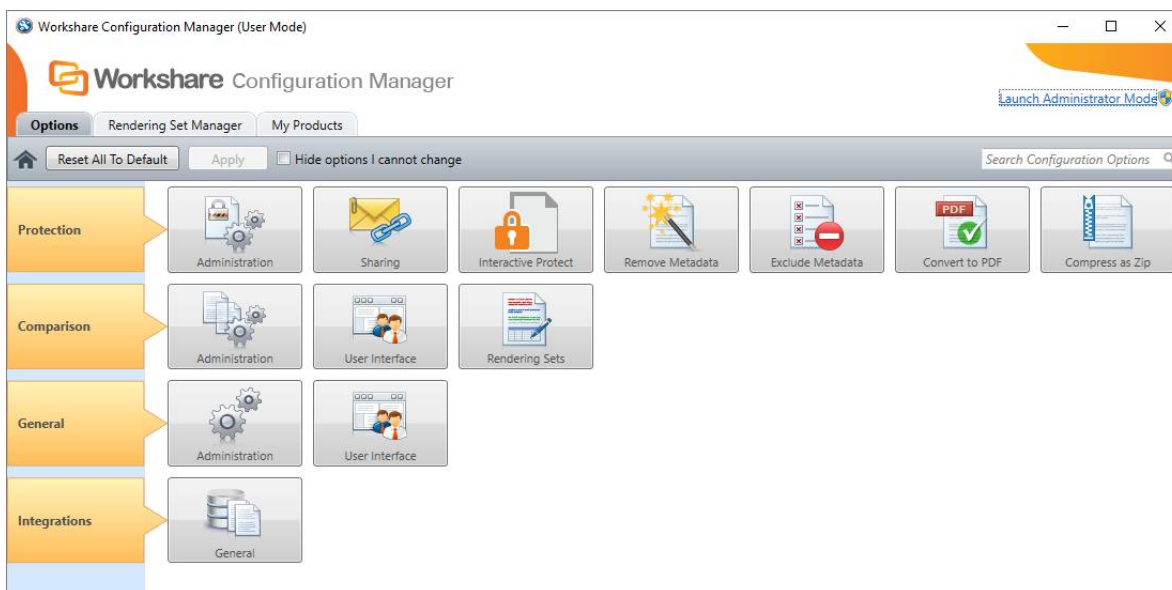 Workshare Configuration Manager (User Mode)
Workshare Configuration Manager
Launch Administrator Mode
Options Rendering Set Manager My Products
Reset All To Default Apply Hide options I cannot change Search Configuration Options
Protection
Administration Sharing Interactive Protect Remove Metadata Exclude Metadata PDF Convert to PDF Compress as Zip
Comparison
Administration User Interface Rendering Sets
General
Administration User Interface
Integrations
General